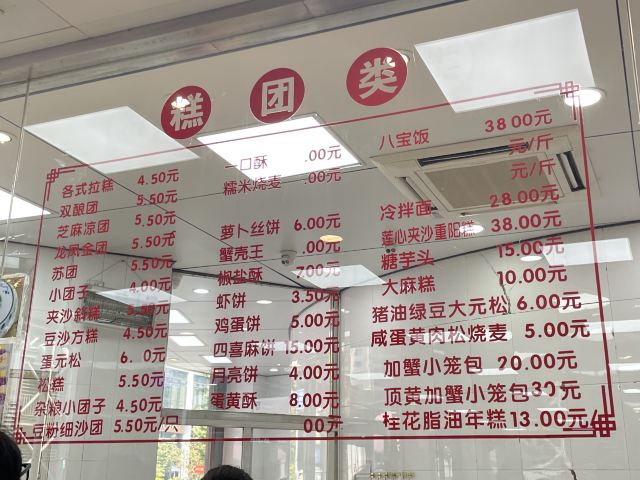 糕团类
各式拉糕 4.50元
双酿团 5.50元
芝麻凉团 5.50元
龙凤金团 5.50元
苏团 5.50元
小团子 4.00元
夹沙斜糕 5.50元
豆沙方糕 4.50元
蛋元松 6. 0元
松糕 5.50元
杂粮小团子 4.50元
豆粉细沙团 5.50元/只
一口酥 .00元
糯米烧麦 .00元
萝卜丝饼 6.00元
蟹壳王 .00元
椒盐酥 7.00元
虾饼 3.50元
鸡蛋饼 5.00元
四喜麻饼 15.00元
月亮饼 4.00元
蛋黄酥 8.00元
00元
八宝饭 38.00元
元/斤
元/斤
冷拌面 28.00元
莲心夹沙重阳糕 38.00元
糖芋头 15.00元
大麻糕 10.00元
猪油绿豆大元松 6.00元
咸蛋黄肉松烧麦 5.00元
加蟹小笼包 20.00元
顶黄加蟹小笼包 30 元
桂花脂油年糕 13.00元